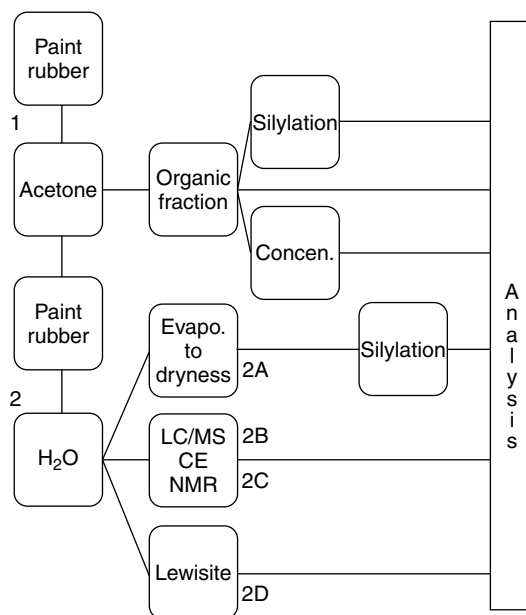 Paint
rubber
1
Acetone
Organic
fraction
Silylation
Concen.
Paint
rubber
2
H₂O
Evapo.
to
dryness
2A
Silylation
LC/MS
CE
NMR
2B
2C
Lewisite
2D
Analysis